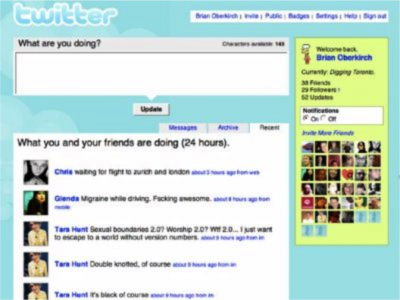 twitter
Brian Oberkirch | Invite | Public | Badges | Settings | Help | Sign out
What are you doing?
Characters available: 140
Update
Messages
Archive
Recent
What you and your friends are doing (24 hours).
Chris waiting for flight to zurich and london about 3 hours ago from web
Glenda Migraine while driving. Fucking awesome. about 8 hours ago from
mobile
Tara Hunt Sexual boundaries 2.0? Worship 2.0? Wtf 2.0... I just want
to escape to a world without version numbers. about 9 hours ago from im
Tara Hunt Double knotted, of course about 9 hours ago from im
Tara Hunt It's black of course about 9 hours ago from im
Welcome back,
Brian Oberkirch
Currently: Digging Toronto.
38 Friends
29 Followers
52 Updates
Notifications
On
Off
Invite More Friends